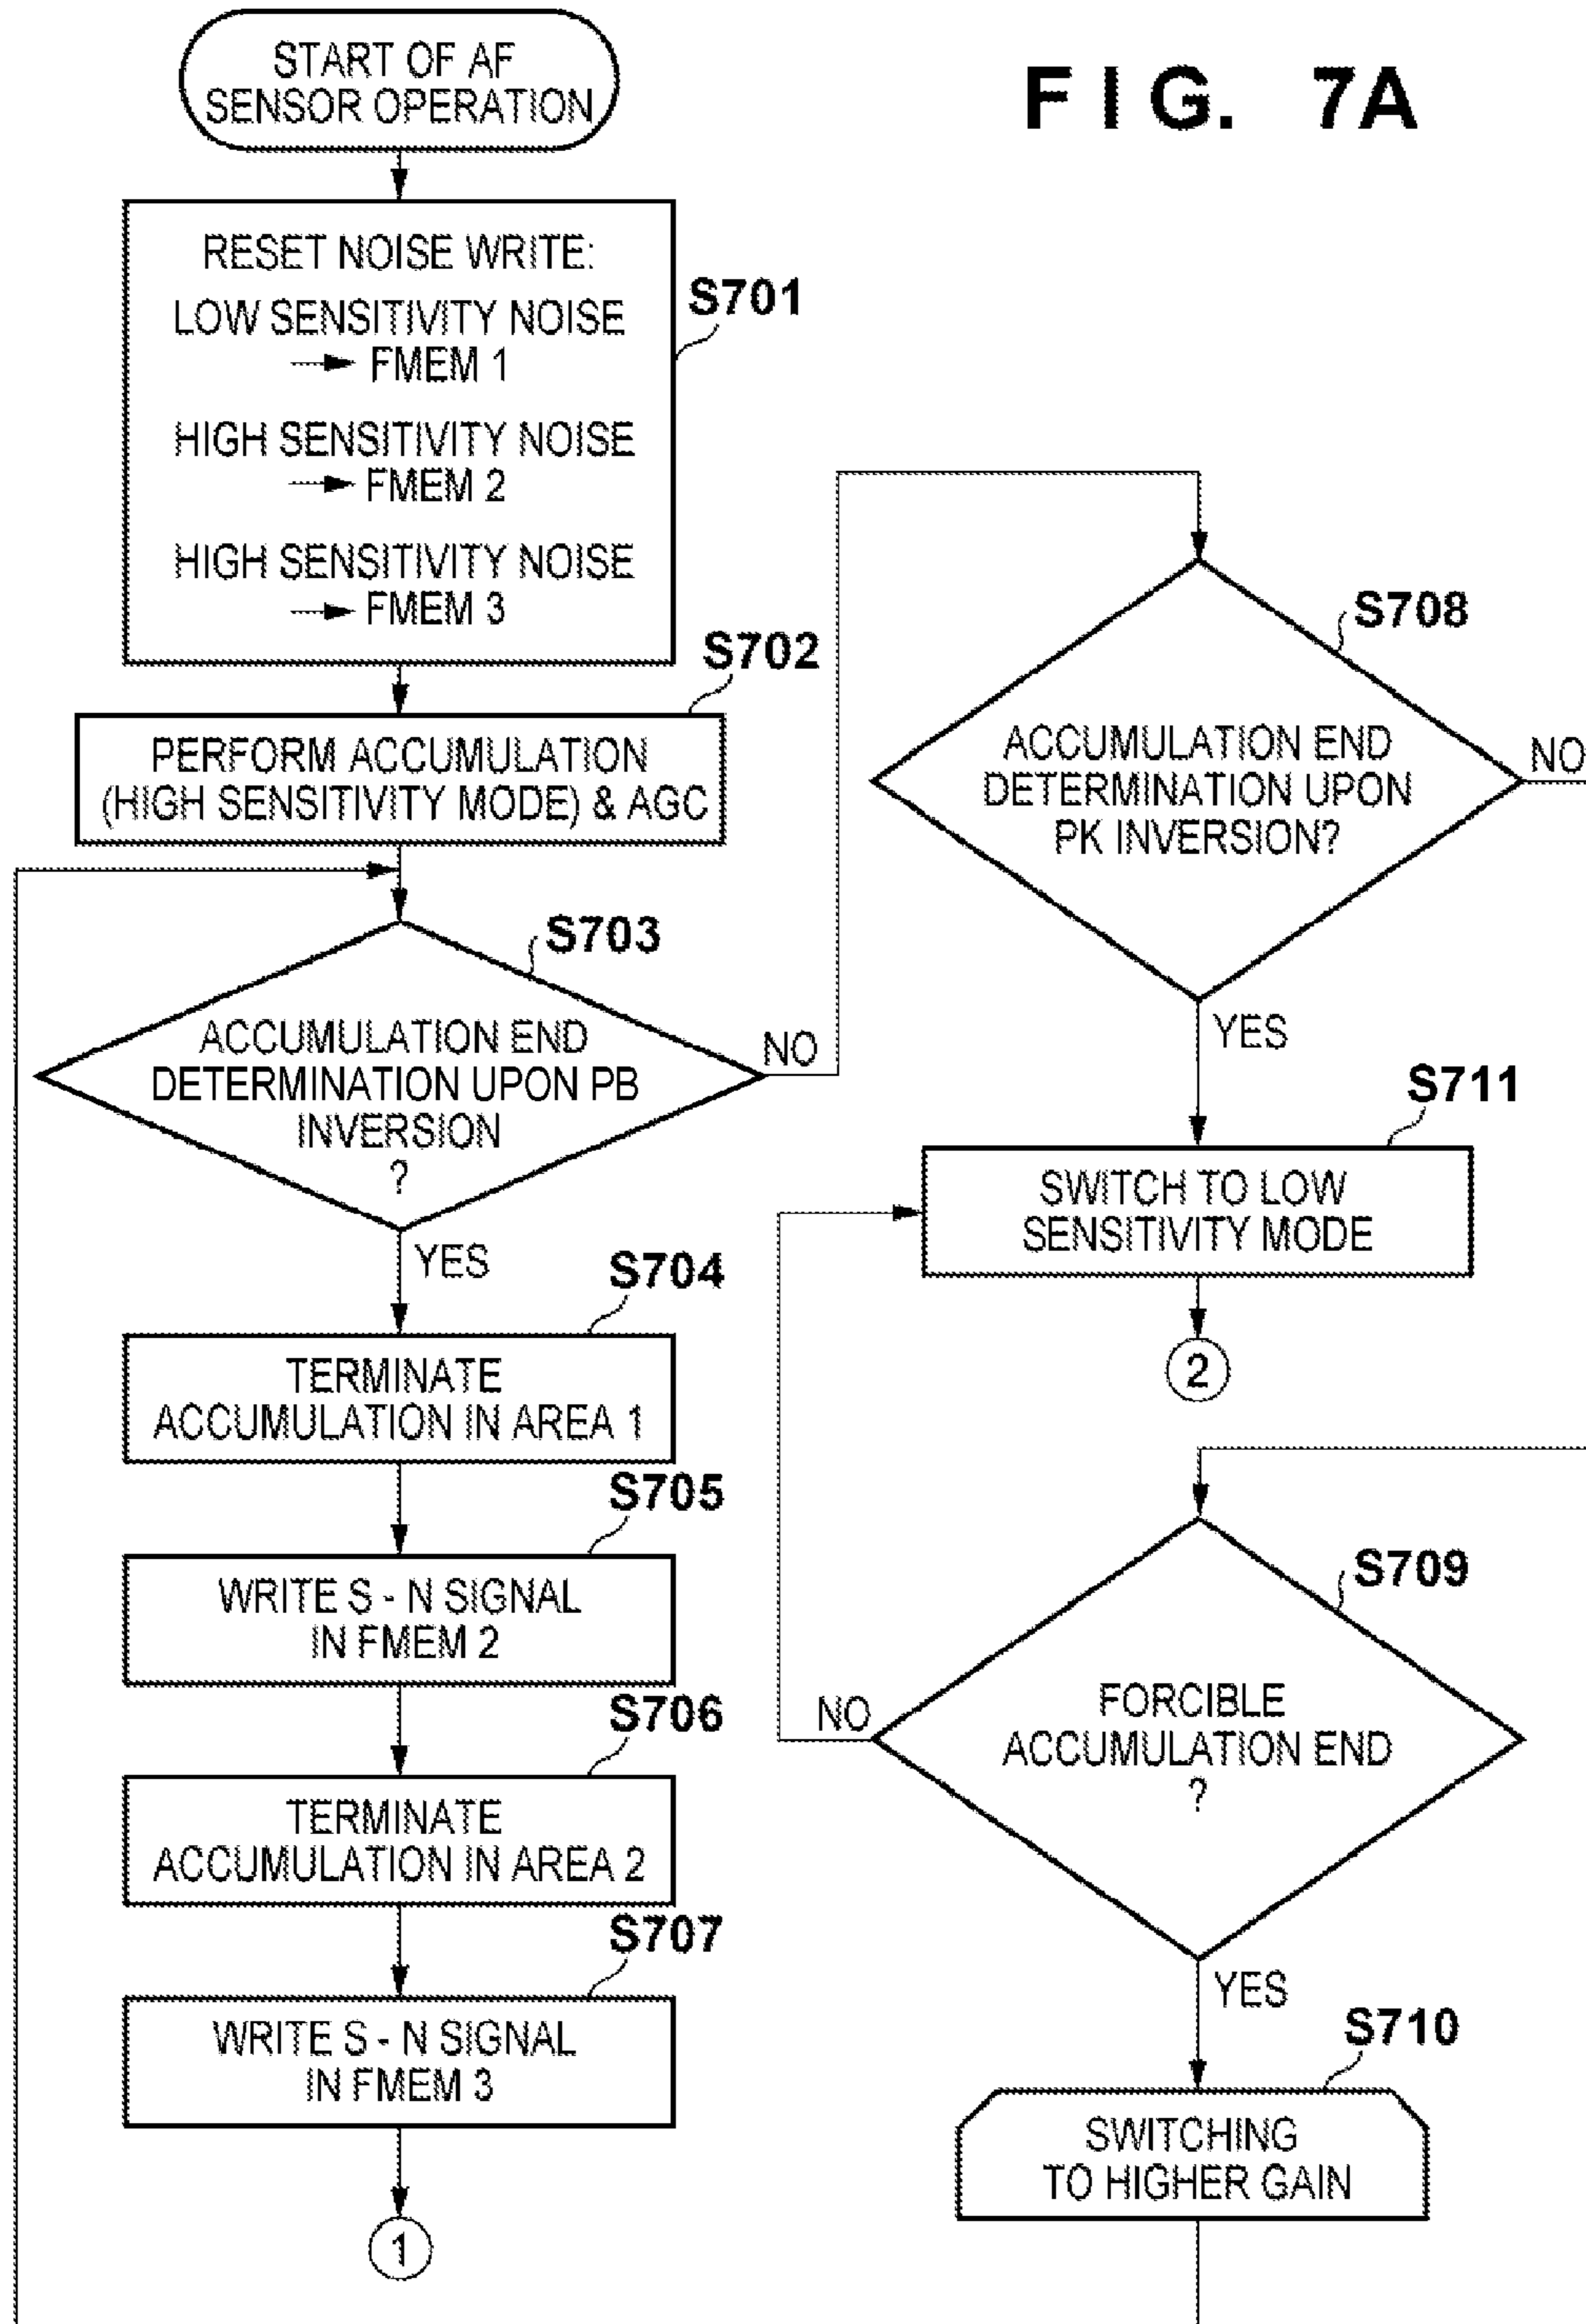 FIG. 7A
START OF AF
SENSOR OPERATION
RESET NOISE WRITE:
LOW SENSITIVITY NOISE
→ FMEM 1
HIGH SENSITIVITY NOISE
→ FMEM 2
HIGH SENSITIVITY NOISE
→ FMEM 3
S701
S702
PERFORM ACCUMULATION
(HIGH SENSITIVITY MODE) & AGC
S703
ACCUMULATION END
DETERMINATION UPON PB
INVERSION
?
NO
YES
S704
TERMINATE
ACCUMULATION IN AREA 1
S705
WRITE S - N SIGNAL
IN FMEM 2
S706
TERMINATE
ACCUMULATION IN AREA 2
S707
WRITE S - N SIGNAL
IN FMEM 3
1
S708
ACCUMULATION END
DETERMINATION UPON
PK INVERSION?
NO
YES
S711
SWITCH TO LOW
SENSITIVITY MODE
2
S709
FORCIBLE
ACCUMULATION END
?
NO
YES
S710
SWITCHING
TO HIGHER GAIN